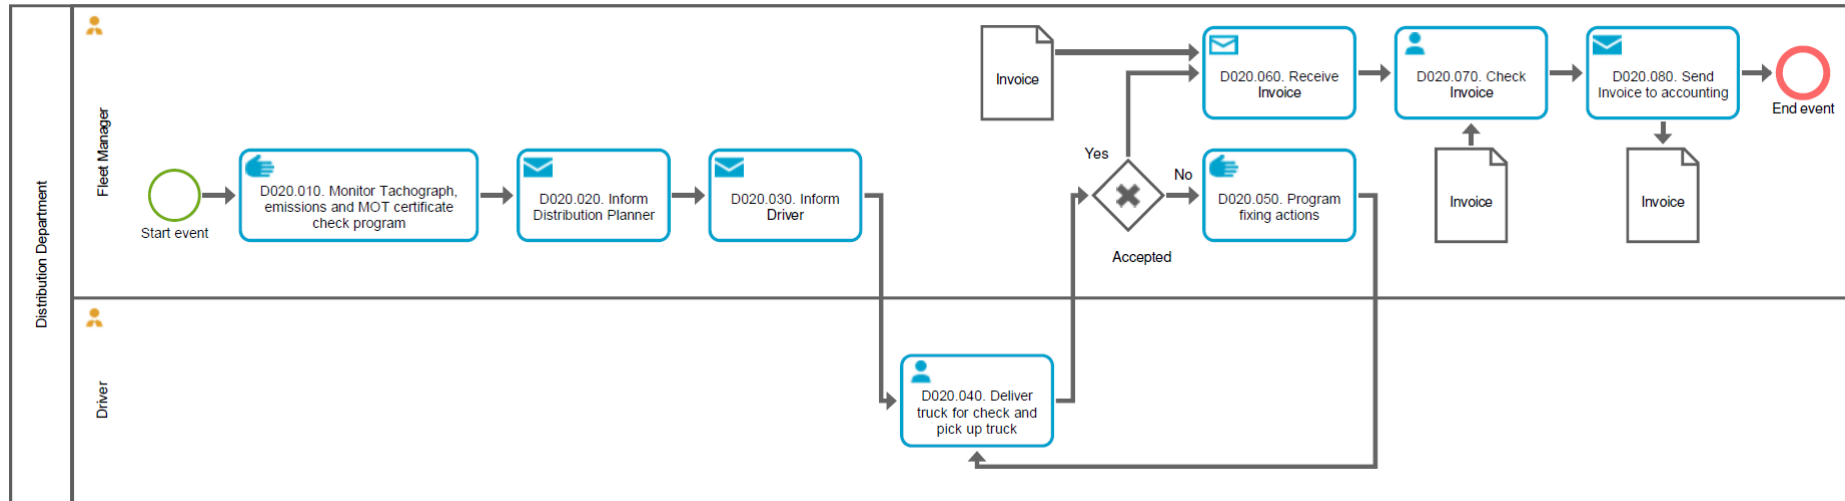 Distribution Department
Fleet Manager
Start event
D020.010. Monitor Tachograph,
emissions and MOT certificate
check program
D020.020. Inform
Distribution Planner
D020.030. Inform
Driver
Invoice
Yes
No
Accepted
D020.060. Receive
Invoice
D020.050. Program
fixing actions
D020.070. Check
Invoice
Invoice
D020.080. Send
Invoice to accounting
Invoice
End event
Driver
D020.040. Deliver
truck for check and
pick up truck